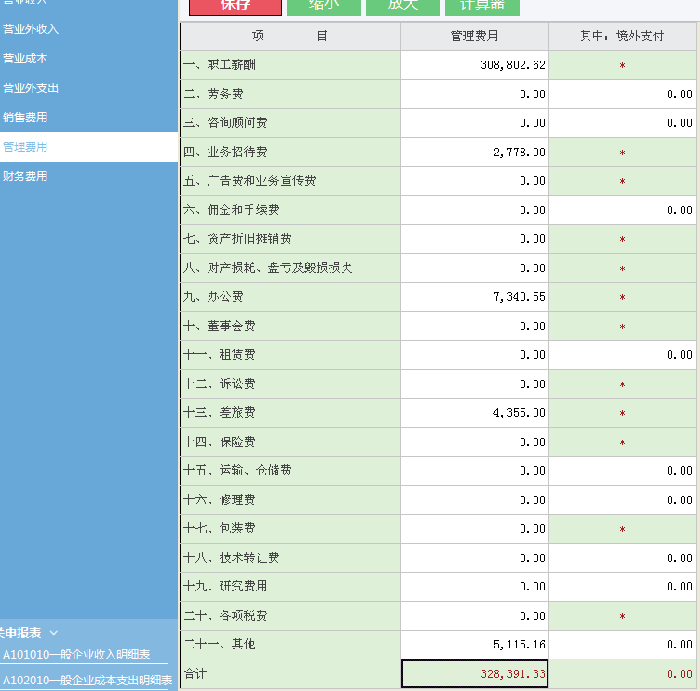 营业收入
营业外收入
营业成本
营业外支出
销售费用
管理费用
财务费用
关申报表
A101010一般企业收入明细表
A102010一般企业成本支出明细表
保存 缩小 放大 计算器
项 目 管理费用 其中：境外支付
一、职工薪酬 308,802.62 *
二、劳务费 0.00 0.00
三、咨询顾问费 0.00 0.00
四、业务招待费 2,778.00 *
五、广告费和业务宣传费 0.00 *
六、佣金和手续费 0.00 0.00
七、资产折旧摊销费 0.00 *
八、财产损耗、盘亏及毁损损失 0.00 *
九、办公费 7,340.55 *
十、董事会费 0.00 *
十一、租赁费 0.00 0.00
十二、诉讼费 0.00 *
十三、差旅费 4,355.00 *
十四、保险费 0.00 *
十五、运输、仓储费 0.00 0.00
十六、修理费 0.00 0.00
十七、包装费 0.00 *
十八、技术转让费 0.00 0.00
十九、研究费用 0.00 0.00
二十、各项税费 0.00 *
二十一、其他 5,115.16 0.00
合计 328,391.33 0.00